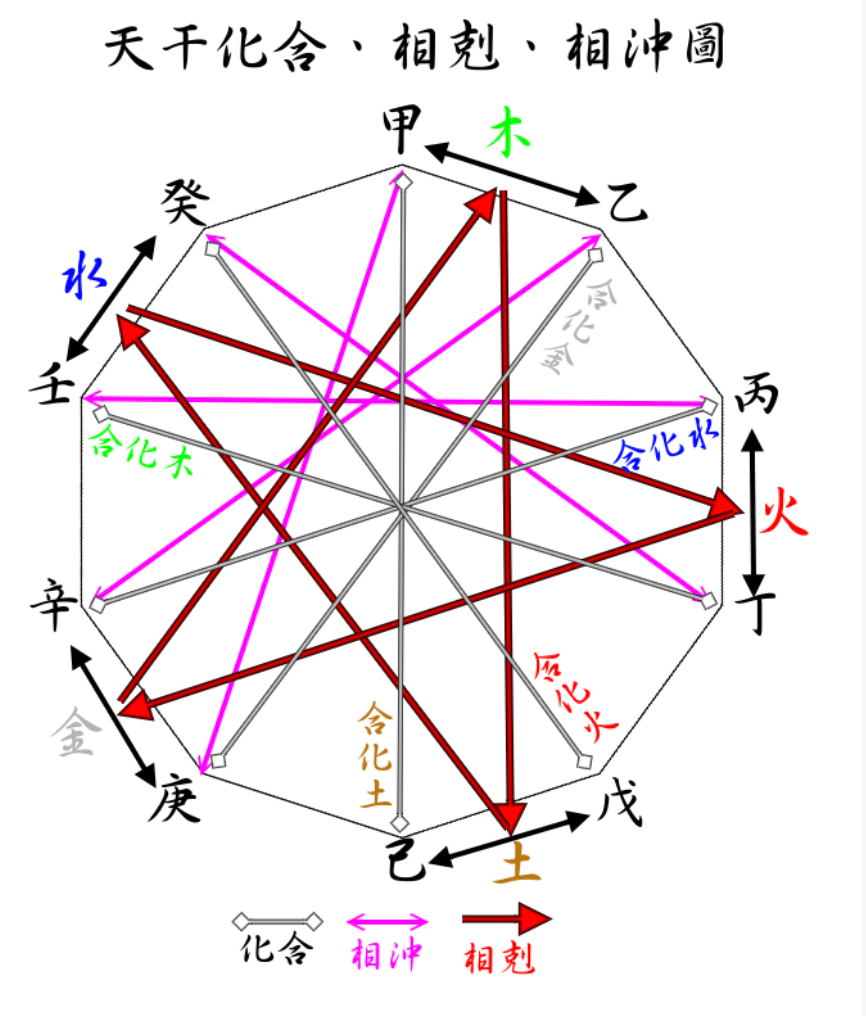 天干化合、相剋、相沖圖
甲
木
乙
癸
水
壬
合化金
丙
合化木
合化水
火
辛
丁
合化火
金
合化土
庚
戊
己
土
化合
相沖
相剋